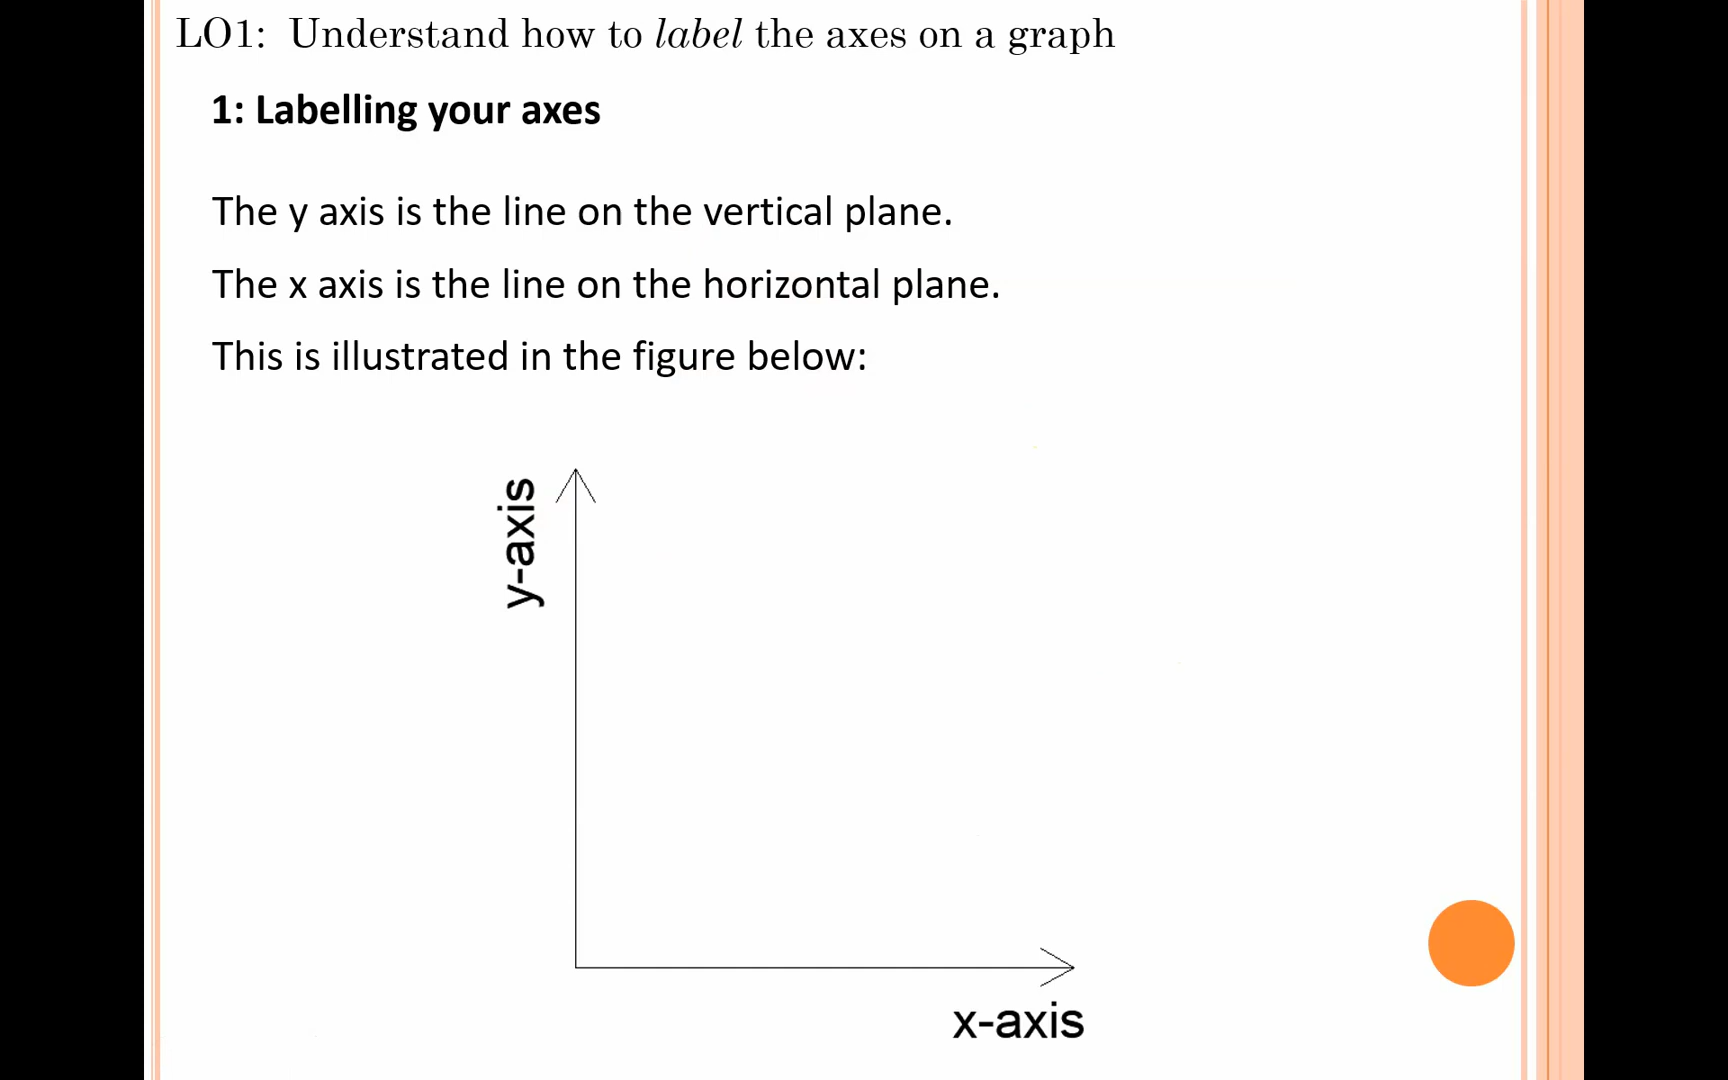 LO1: Understand how to label the axes on a graph
1: Labelling your axes
The y axis is the line on the vertical plane.
The x axis is the line on the horizontal plane.
This is illustrated in the figure below:
y-axis
x-axis